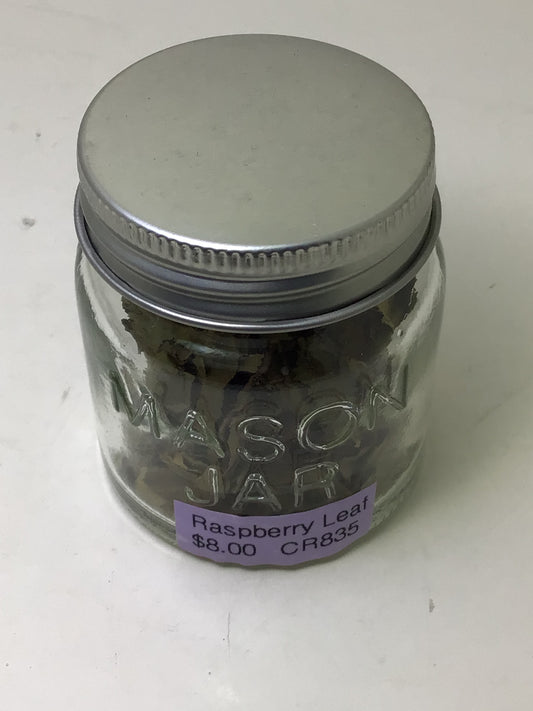 MASON
JAR
Raspberry Leaf
$8.00 CR835